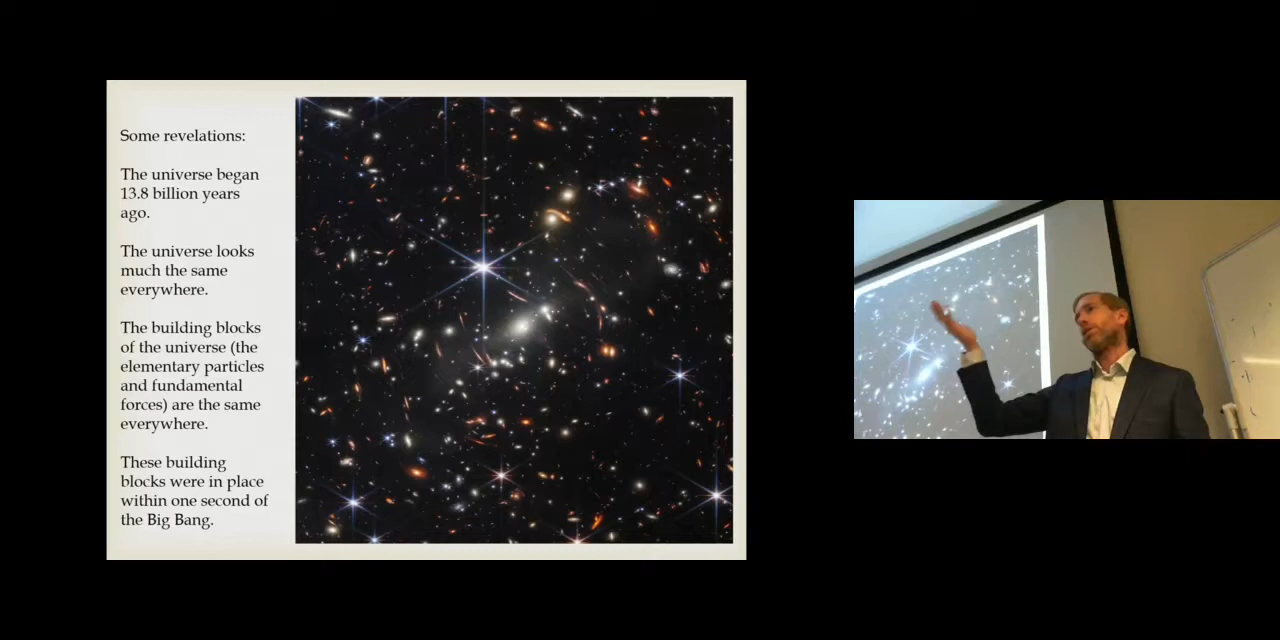 Some revelations:
The universe began
13.8 billion years
ago.
The universe looks
much the same
everywhere.
The building blocks
of the universe (the
elementary particles
and fundamental
forces) are the same
everywhere.
These building
blocks were in place
within one second of
the Big Bang.